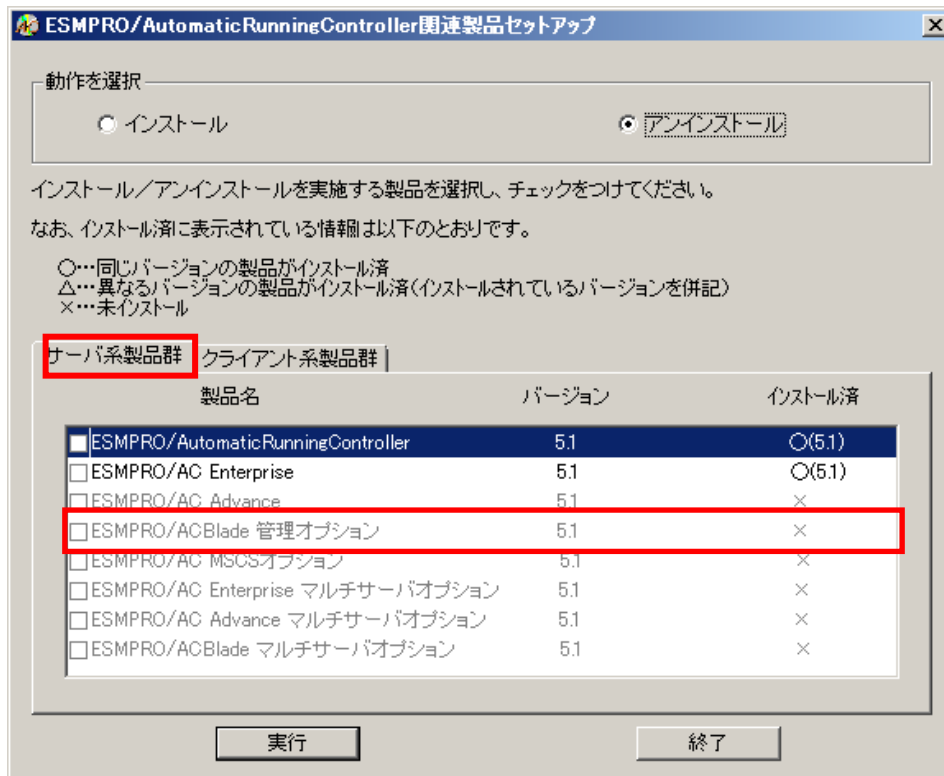 ESMPRO/AutomaticRunningController関連製品セットアップ
動作を選択
インストール アンインストール
インストール／アンインストールを実施する製品を選択し、チェックをつけてください。
なお、インストール済に表示されている情報は以下のとおりです。
○…同じバージョンの製品がインストール済
△…異なるバージョンの製品がインストール済(インストールされているバージョンを併記)
×…未インストール
サーバ系製品群 クライアント系製品群
製品名 バージョン インストール済
ESMPRO/AutomaticRunningController 5.1 ○(5.1)
ESMPRO/AC Enterprise 5.1 ○(5.1)
ESMPRO/AC Advance 5.1 ×
ESMPRO/ACBlade 管理オプション 5.1 ×
ESMPRO/AC MSCSオプション 5.1 ×
ESMPRO/AC Enterprise マルチサーバオプション 5.1 ×
ESMPRO/AC Advance マルチサーバオプション 5.1 ×
ESMPRO/ACBlade マルチサーバオプション 5.1 ×
実行 終了